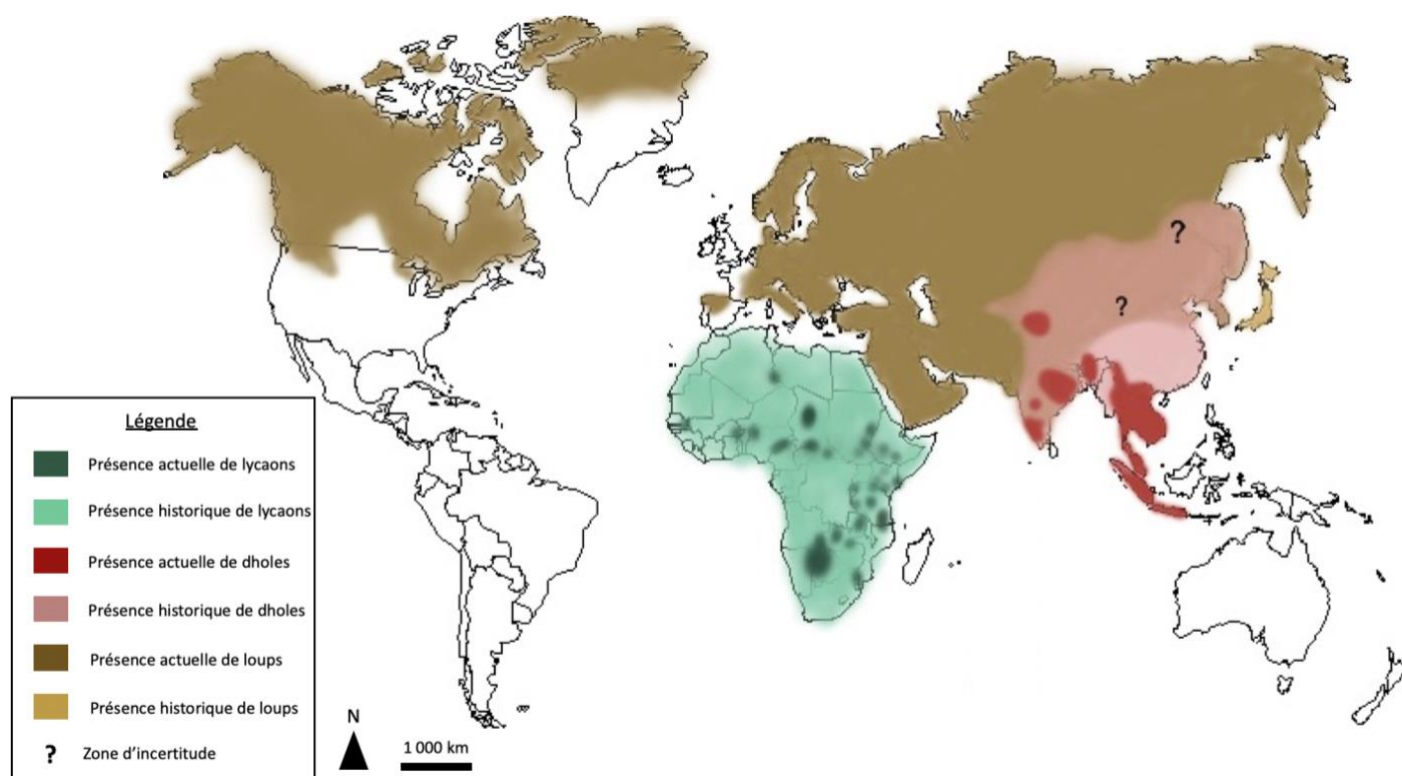 ?
?
Légende
Présence actuelle de lycaons
Présence historique de lycaons
Présence actuelle de dholes
Présence historique de dholes
Présence actuelle de loups
Présence historique de loups
? Zone d'incertitude
N
1 000 km